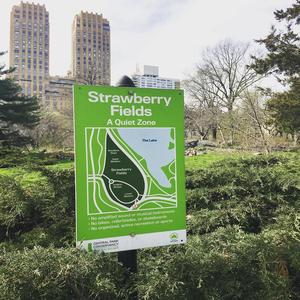 Strawberry
Fields
A Quiet Zone
The Lake
Strawberry
Fields
• No amplified sound or musical instruments
• No bikes, rollerblades, or skateboards
• No organized, active recreation or sports
CENTRAL PARK
CONSERVANCY